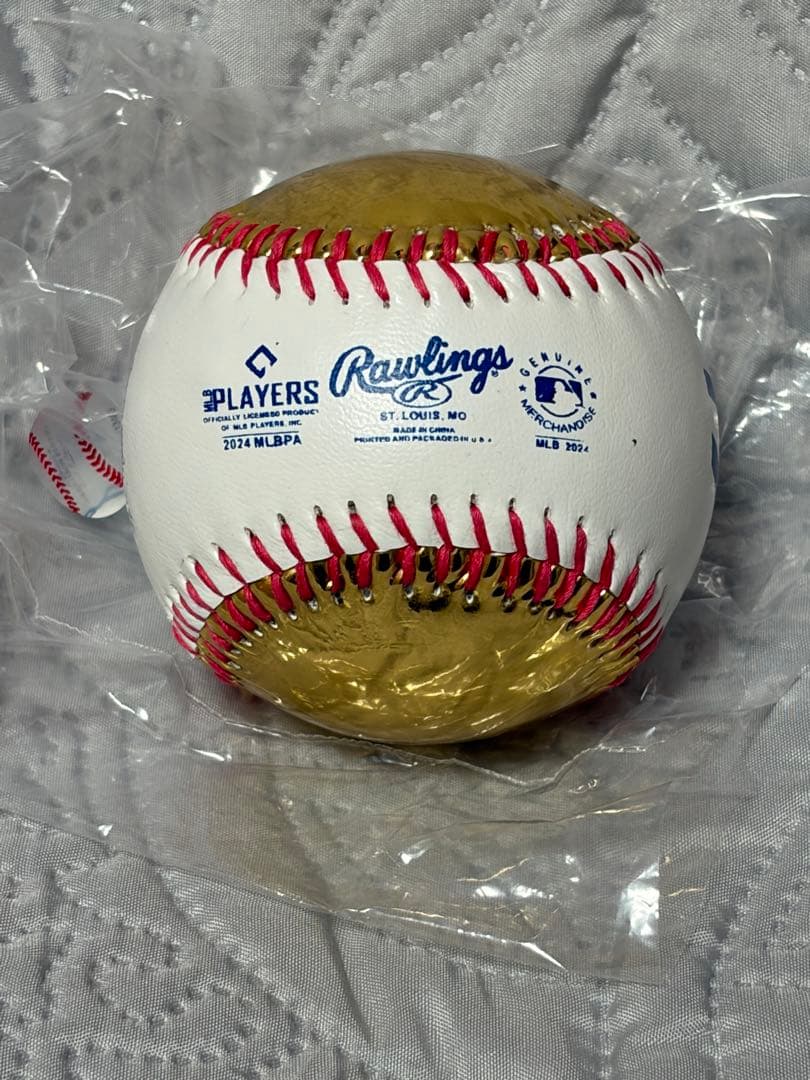 MLB PLAYERS
OFFICIALLY LICENSED PRODUCT
OF MLB PLAYERS, INC.
2024 MLBPA
Rawlings
R
ST. LOUIS, MO
MADE IN CHINA
PRINTED AND PACKAGED IN U.S.A
GENUINE
MERCHANDISE
MLB 2024